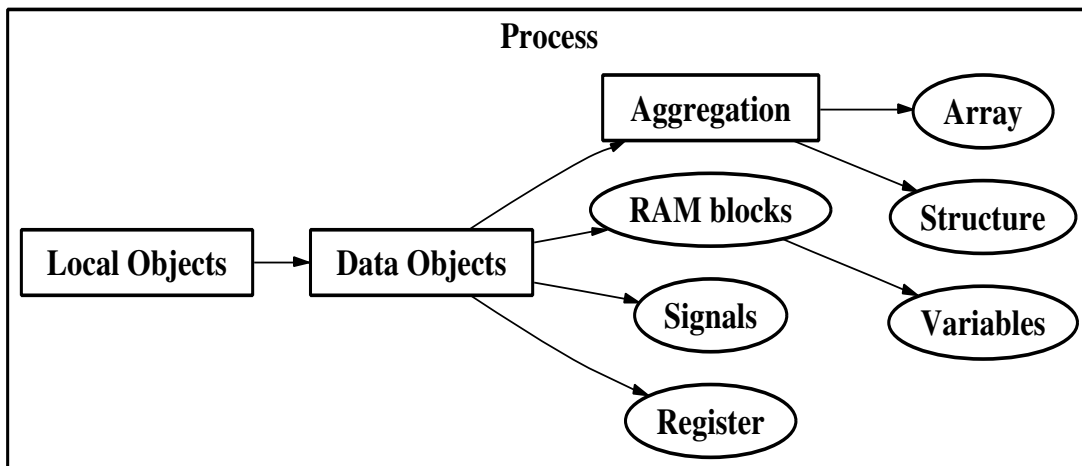 Process
Aggregation
Array
RAM blocks
Structure
Local Objects
Data Objects
Signals
Variables
Register